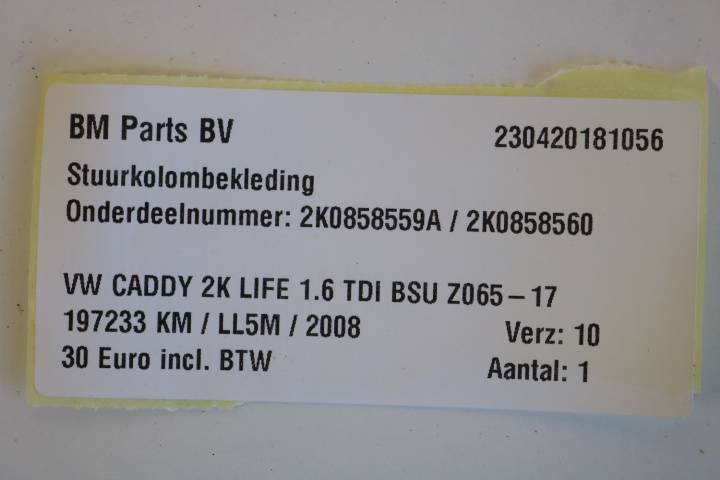 BM Parts BV 230420181056
Stuurkolombekleding
Onderdeelnummer: 2K0858559A / 2K0858560
VW CADDY 2K LIFE 1.6 TDI BSU Z065 – 17
197233 KM / LL5M / 2008 Verz: 10
30 Euro incl. BTW Aantal: 1